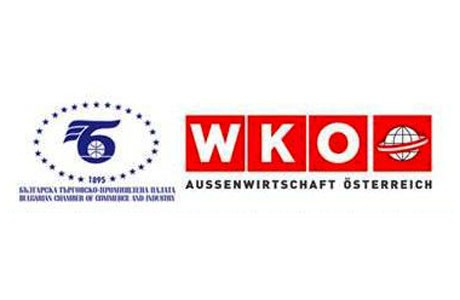 Б
1895
БЪЛГАРСКА ТЪРГОВСКО-ПРОМИШЛЕНА ПАЛАТА
BULGARIAN CHAMBER OF COMMERCE AND INDUSTRY
WKO
AUSSENWIRTSCHAFT ÖSTERREICH